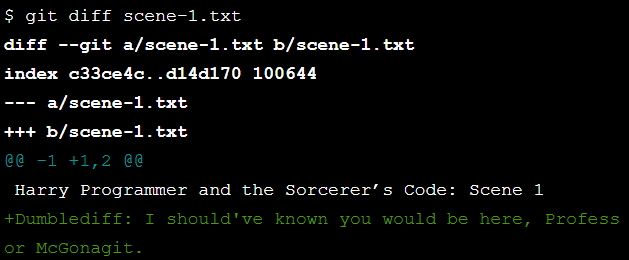 $ git diff scene-1.txt
diff --git a/scene-1.txt b/scene-1.txt
index c33ce4c..d14d170 100644
--- a/scene-1.txt
+++ b/scene-1.txt
@@ -1 +1,2 @@
 Harry Programmer and the Sorcerer’s Code: Scene 1
+Dumblediff: I should've known you would be here, Profess
or McGonagit.